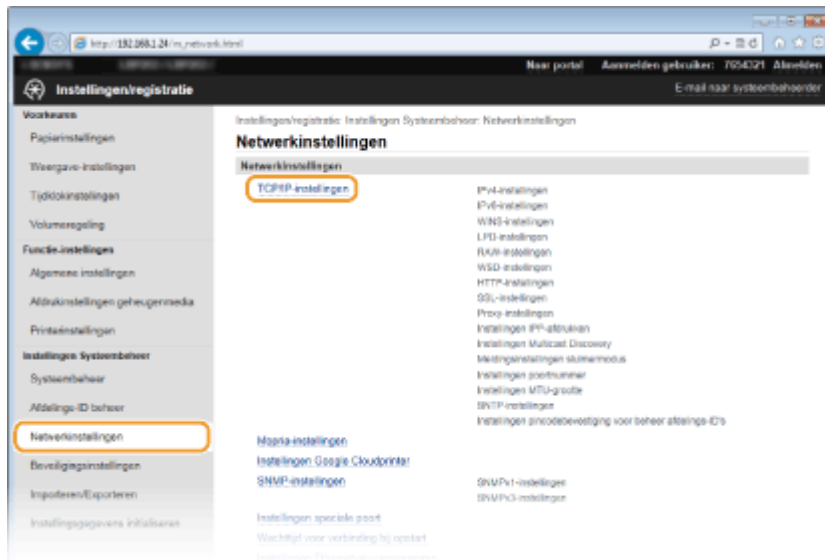 http://192.168.1.24/m_network.html
Naar portal Aanmelden gebruiker: 7654321 Afmelden
Instellingen/registratie
E-mail naar systeembeheerder
Voorkeuren
Papierinstellingen
Weergave-instellingen
Tijdklokinstellingen
Volumeregeling
Functie-instellingen
Algemene instellingen
Afdrukinstellingen geheugenmedia
Printerinstellingen
Instellingen Systeembeheer
Systeembeheer
Afdelings-ID beheer
Netwerkinstellingen
Beveiligingsinstellingen
Importeren/Exporteren
Instellingsgegevens initialiseren
Instellingen/registratie: Instellingen Systeembeheer: Netwerkinstellingen
Netwerkinstellingen
Netwerkinstellingen
TCP/IP-instellingen
IPv4-instellingen
IPv6-instellingen
WINS-instellingen
LPD-instellingen
RAW-instellingen
WSD-instellingen
HTTP-instellingen
SSL-instellingen
Proxy-instellingen
Instellingen IPP-afdrukken
Instellingen Multicast Discovery
Meldingsinstellingen sluimermodus
Instellingen poortnummer
Instellingen MTU-grootte
SNTP-instellingen
Instellingen pincodebevestiging voor beheer afdelings-ID's
Mopria-instellingen
Instellingen Google Cloudprinter
SNMP-instellingen
SNMPv1-instellingen
SNMPv3-instellingen
Instellingen speciale poort
Wachttijd voor verbinding bij opstart